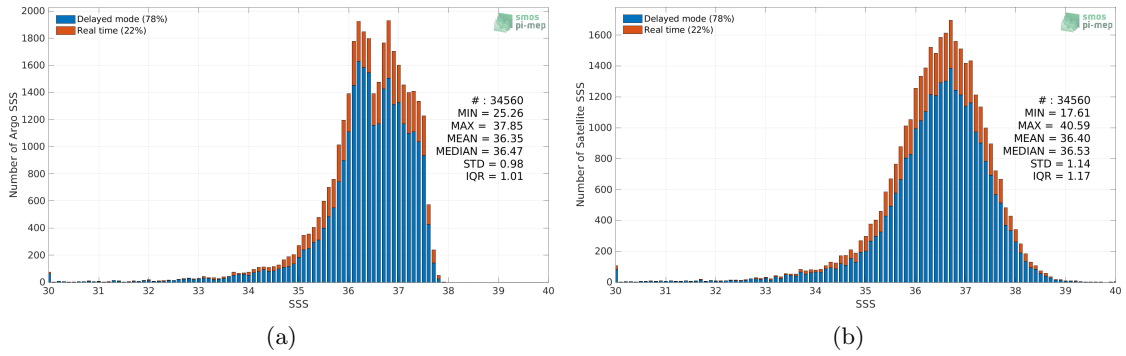 Delayed mode (78%)
Real time (22%)
smos
pi-mep
# : 34560
MIN = 25.26
MAX = 37.85
MEAN = 36.35
MEDIAN = 36.47
STD = 0.98
IQR = 1.01
Number of Argo SSS
2000
1800
1600
1400
1200
1000
800
600
400
200
0
30 31 32 33 34 35 36 37 38 39 40
SSS
(a)
Delayed mode (78%)
Real time (22%)
smos
pi-mep
# : 34560
MIN = 17.61
MAX = 40.59
MEAN = 36.40
MEDIAN = 36.53
STD = 1.14
IQR = 1.17
Number of Satellite SSS
1600
1400
1200
1000
800
600
400
200
0
30 31 32 33 34 35 36 37 38 39 40
SSS
(b)